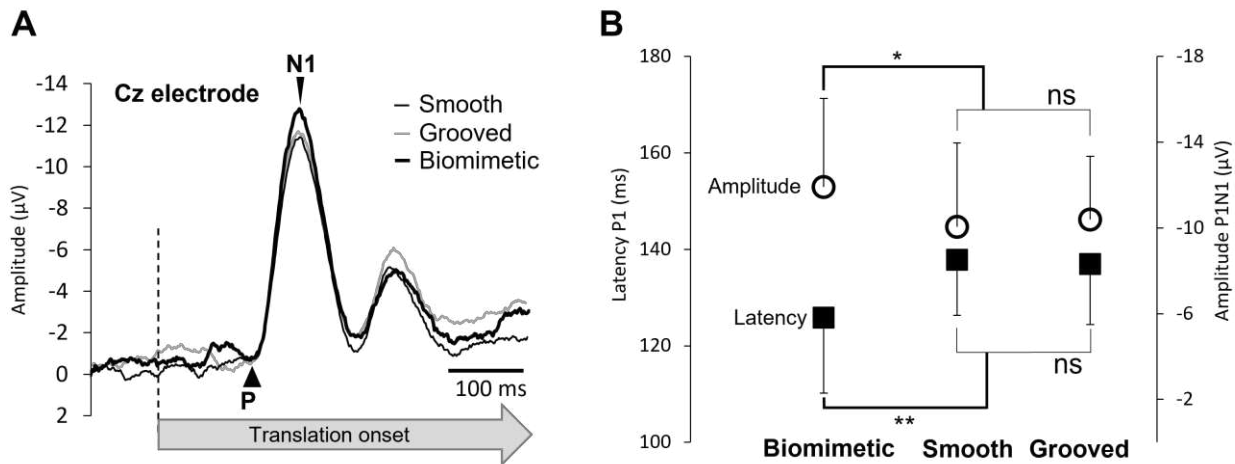 A
Cz electrode
N1
Smooth
Grooved
Biomimetic
Amplitude (µV)
-14
-12
-10
-8
-6
-4
-2
0
2
P
100 ms
Translation onset
B
Latency P1 (ms)
180
160
140
120
100
*
ns
Amplitude
Latency
ns
**
Biomimetic Smooth Grooved
-18
-14
-10
-6
-2
Amplitude P1N1 (µV)